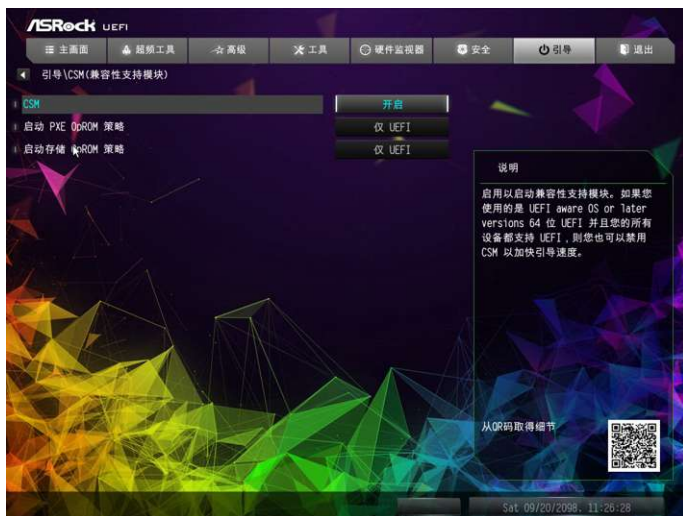 ASRock UEFI
主画面 超频工具 高级 工具 硬件监视器 安全 引导 退出
引导\CSM(兼容性支持模块)
CSM 开启
启动 PXE OpROM 策略 仅 UEFI
启动存储 OpROM 策略 仅 UEFI
说明
启用以启动兼容性支持模块。如果您
使用的是 UEFI aware OS or later
versions 64 位 UEFI 并且您的所有
设备都支持 UEFI，则您也可以禁用
CSM 以加快引导速度。
从QR码取得细节
Sat 09/20/2098. 11:26:28